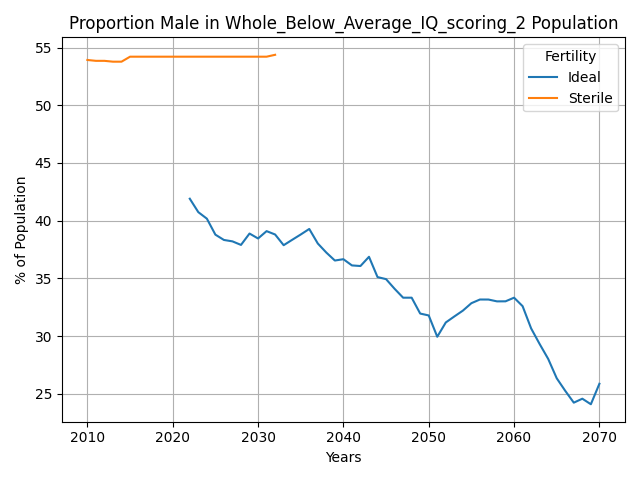 Proportion Male in Whole_Below_Average_IQ_scoring_2 Population
Fertility
Ideal
Sterile
% of Population
55
50
45
40
35
30
25
2010 2020 2030 2040 2050 2060 2070
Years